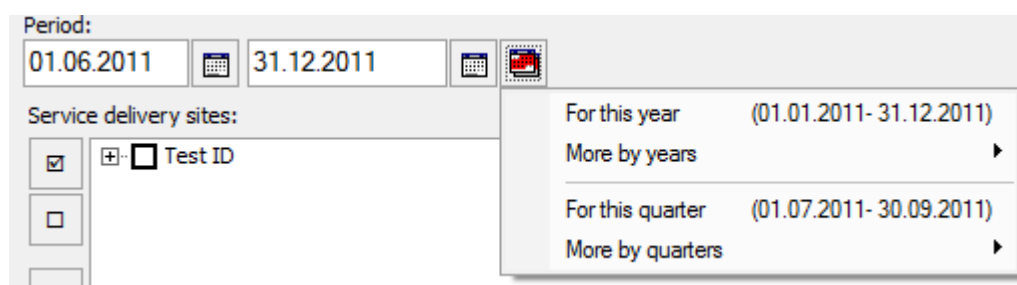 Period:
01.06.2011 31.12.2011
Service delivery sites:
Test ID
For this year (01.01.2011- 31.12.2011)
More by years
For this quarter (01.07.2011- 30.09.2011)
More by quarters